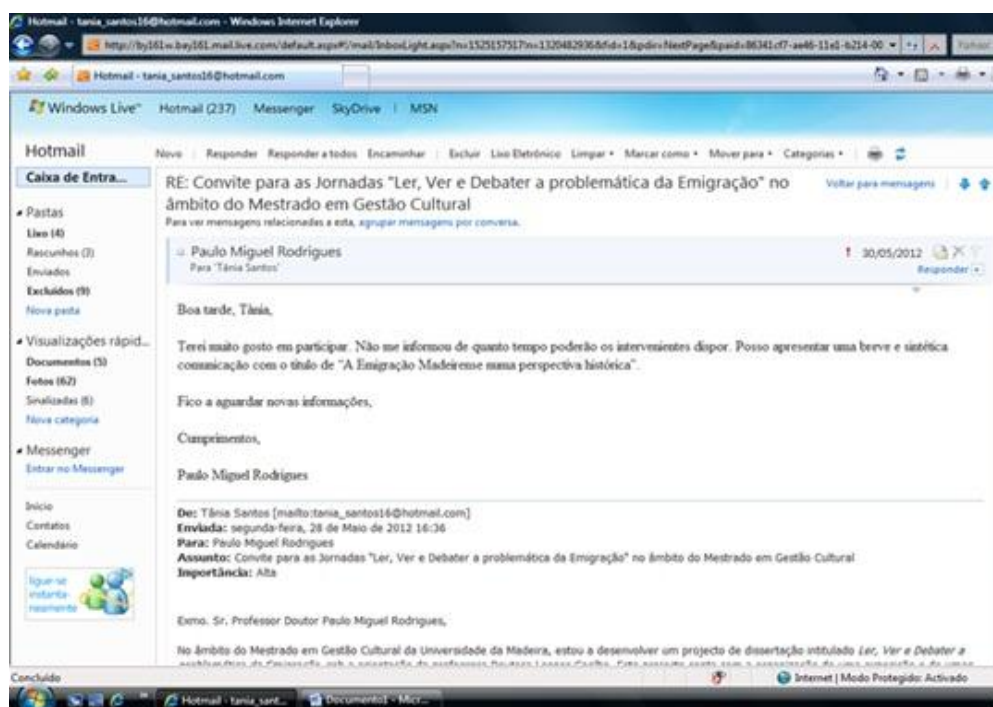 Hotmail - tania_santos16@hotmail.com - Windows Internet Explorer
Hotmail - tania_santos16@hotmail.com
Windows Live™ Hotmail (237) Messenger SkyDrive | MSN
Hotmail
Novo | Responder Responder a todos Encaminhar | Excluir Lixo Eletrônico Limpar Marcar como Mover para Categorias
Caixa de Entra...
RE: Convite para as Jornadas "Ler, Ver e Debater a problemática da Emigração" no
Voltar para mensagens
âmbito do Mestrado em Gestão Cultural
Para ver mensagens relacionadas a esta, agrupar mensagens por conversa.
Pastas
Lixo (4)
Rascunhos (3)
Enviados
Excluídos (9)
Nova pasta
Paulo Miguel Rodrigues
Para 'Tânia Santos'
! 30/05/2012
Responder
Boa tarde, Tânia,
Visualizações rápid...
Documentos (5)
Fotos (62)
Sinalizadas (6)
Nova categoria
Terei muito gosto em participar. Não me informou de quanto tempo poderão os intervenientes dispor. Posso apresentar uma breve e sintética
comunicação com o título de "A Emigração Madeirense numa perspectiva histórica".
Fico a aguardar novas informações,
Cumprimentos,
Paulo Miguel Rodrigues
Messenger
Entrar no Messenger
Início
Contatos
Calendário
ligue-se
instanta-
neamente
De: Tânia Santos [mailto:tania_santos16@hotmail.com]
Enviada: segunda-feira, 28 de Maio de 2012 16:36
Para: Paulo Miguel Rodrigues
Assunto: Convite para as Jornadas "Ler, Ver e Debater a problemática da Emigração" no âmbito do Mestrado em Gestão Cultural
Importância: Alta
Exmo. Sr. Professor Doutor Paulo Miguel Rodrigues,
No âmbito do Mestrado em Gestão Cultural da Universidade da Madeira, estou a desenvolver um projecto de dissertação intitulado Ler, Ver e Debater a
Concluído
Internet | Modo Protegido: Activado
Hotmail - tania_sant...
Documento1 - Micr...